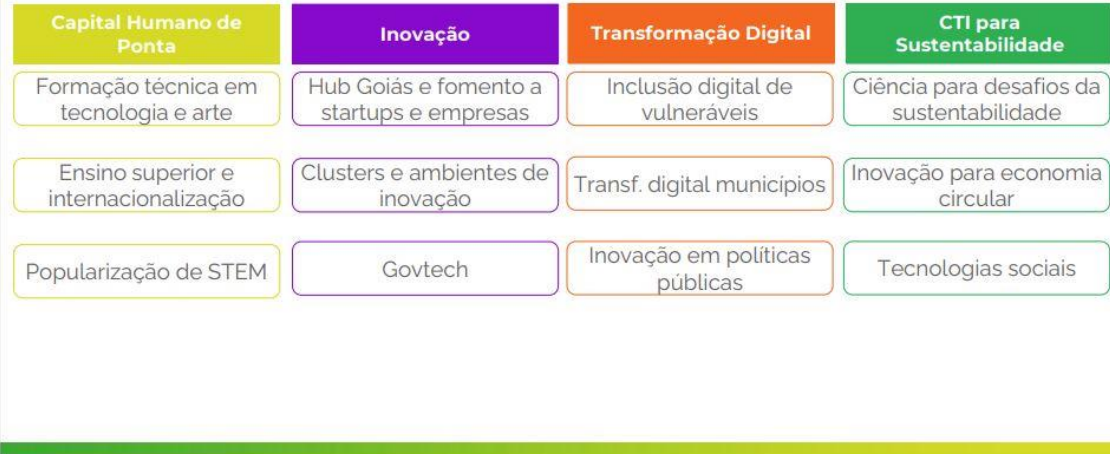 Capital Humano de
Ponta
Formação técnica em
tecnologia e arte
Ensino superior e
internacionalização
Popularização de STEM
Inovação
Hub Goiás e fomento a
startups e empresas
Clusters e ambientes de
inovação
Govtech
Transformação Digital
Inclusão digital de
vulneráveis
Transf. digital municípios
Inovação em políticas
públicas
CTI para
Sustentabilidade
Ciência para desafios da
sustentabilidade
Inovação para economia
circular
Tecnologias sociais